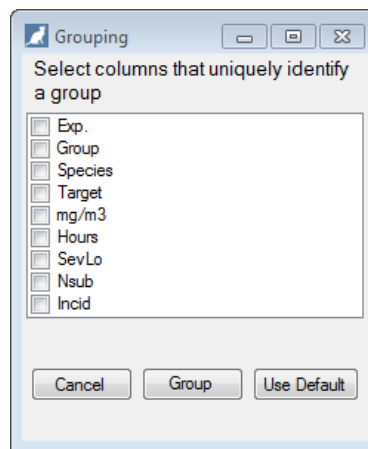 Grouping
Select columns that uniquely identify
a group
Exp.
Group
Species
Target
mg/m3
Hours
SevLo
Nsub
Incid
Cancel Group Use Default